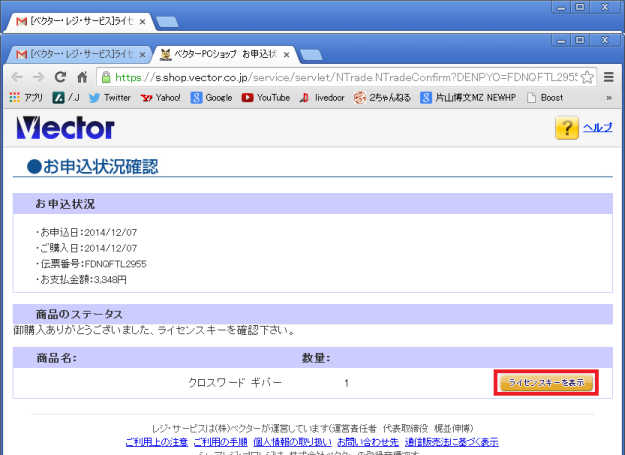 [ベクター・レジ・サービス]ライセ ×
[ベクター・レジ・サービス]ライセ × ベクターPCショップ お申込状 ×
https://s.shop.vector.co.jp/service/servlet/NTrade.NTradeConfirm?DENPYO=FDNQFTL2955
アプリ /.J Twitter Yahoo! Google YouTube livedoor 2ちゃんねる 片山博文MZ NEWHP Boost »
Vector ヘルプ
●お申込状況確認
お申込状況
・お申込日:2014/12/07
・ご購入日:2014/12/07
・伝票番号:FDNQFTL2955
・お支払金額:3,348円
商品のステータス
御購入ありがとうございました、ライセンスキーを確認下さい。
商品名: 数量:
クロスワード ギバー 1 ライセンスキーを表示
レジ・サービスは(株)ベクターが運営しています(運営責任者 代表取締役 梶並伸博)
ご利用上の注意 ご利用の手順 個人情報の取り扱い お問い合わせ先 通信販売法に基づく表示